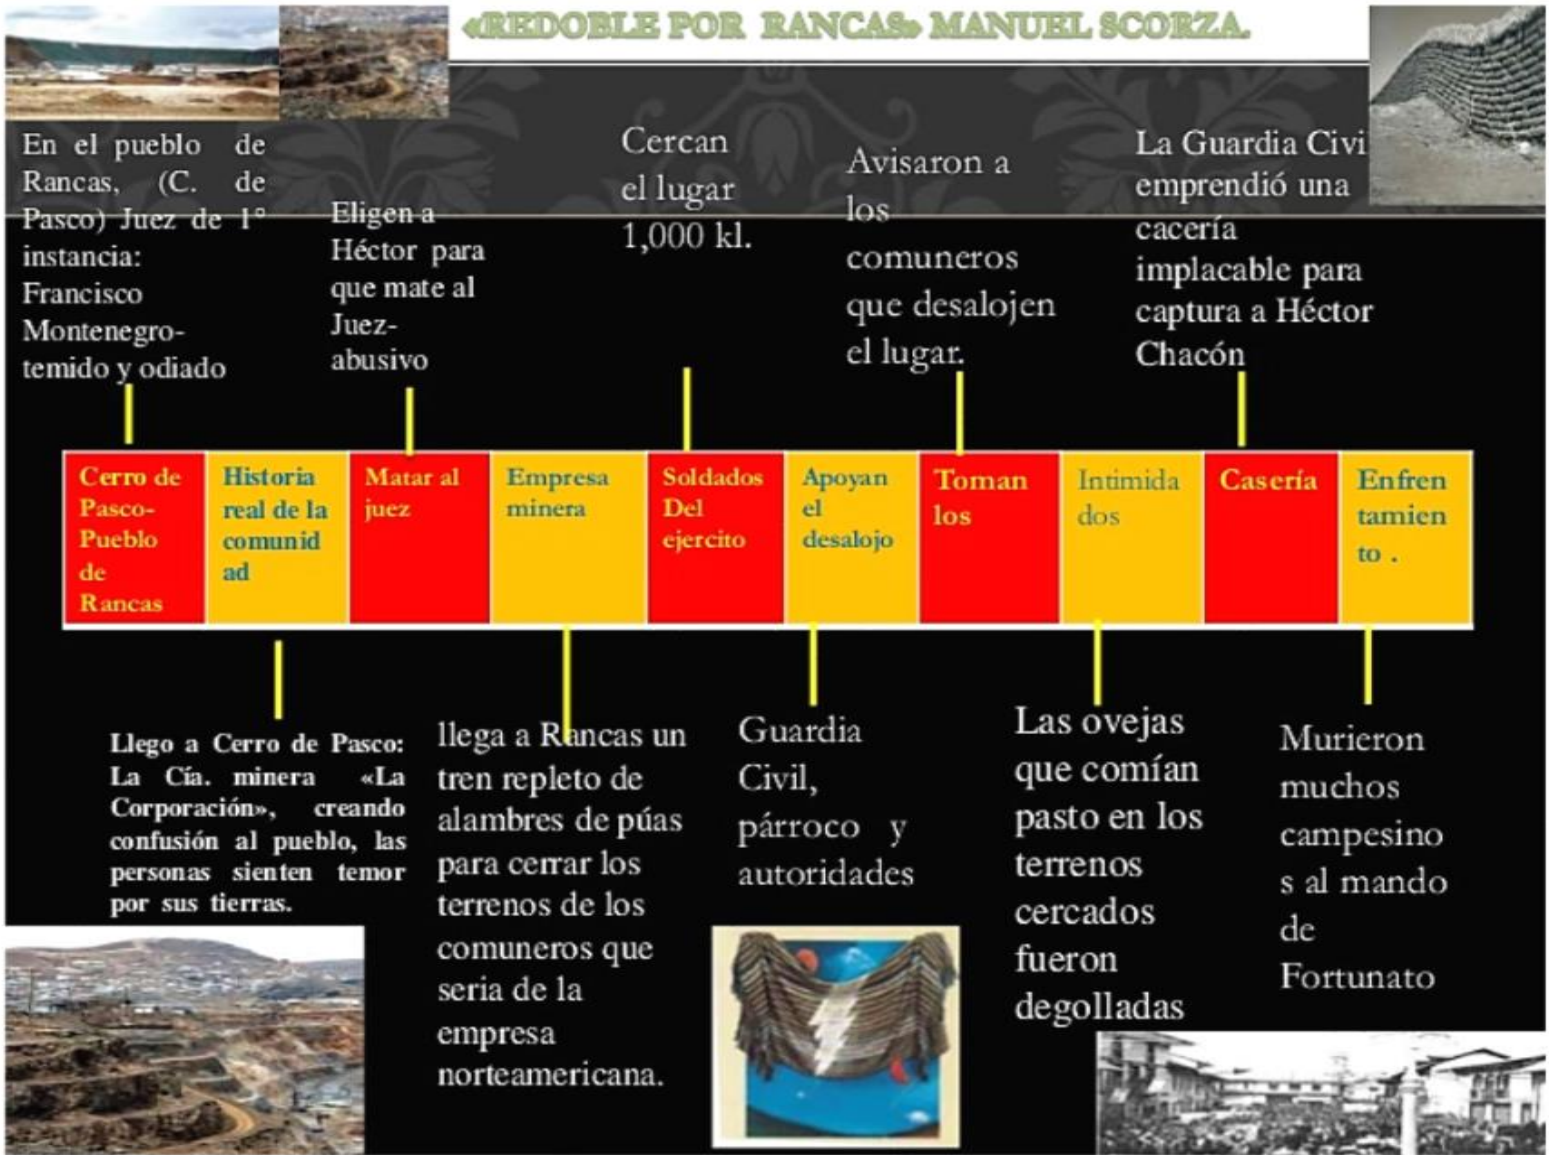 «REDOBLE POR RANCAS» MANUEL SCORZA.
En el pueblo de
Rancas, (C. de
Pasco) Juez de 1°
instancia:
Francisco
Montenegro-
temido y odiado
Eligen a
Héctor para
que mate al
Juez-
abusivo
Cercan
el lugar
1,000 kl.
Avisaron a
los
comuneros
que desalojen
el lugar.
La Guardia Civi
emprendió una
cacería
implacable para
captura a Héctor
Chacón
Cerro de
Pasco-
Pueblo
de
Rancas
Historia
real de la
comunid
ad
Matar al
juez
Empresa
minera
Soldados
Del
ejercito
Apoyan
el
desalojo
Toman
los
Intimida
dos
Casería
Enfren
tamien
to .
Llego a Cerro de Pasco:
La Cía. minera «La
Corporación», creando
confusión al pueblo, las
personas sienten temor
por sus tierras.
llega a Rancas un
tren repleto de
alambres de púas
para cerrar los
terrenos de los
comuneros que
seria de la
empresa
norteamericana.
Guardia
Civil,
párroco y
autoridades
Las ovejas
que comían
pasto en los
terrenos
cercados
fueron
degolladas
Murieron
muchos
campesino
s al mando
de
Fortunato